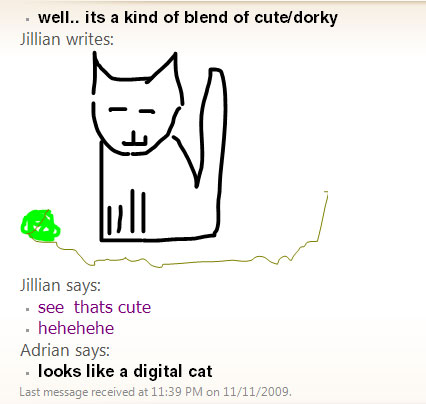 well.. its a kind of blend of cute/dorky
Jillian writes:
Jillian says:
see thats cute
hehehehe
Adrian says:
looks like a digital cat
Last message received at 11:39 PM on 11/11/2009.